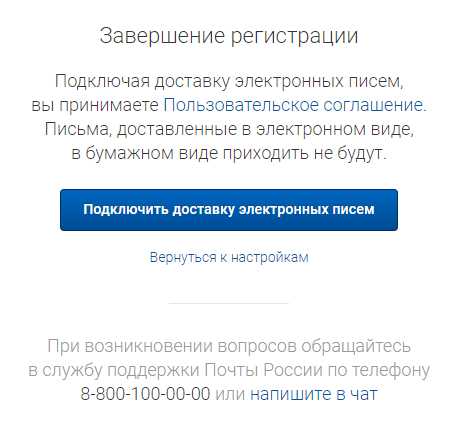 Завершение регистрации
Подключая доставку электронных писем,
вы принимаете Пользовательское соглашение.
Письма, доставленные в электронном виде,
в бумажном виде приходить не будут.
Подключить доставку электронных писем
Вернуться к настройкам
При возникновении вопросов обращайтесь
в службу поддержки Почты России по телефону
8-800-100-00-00 или напишите в чат